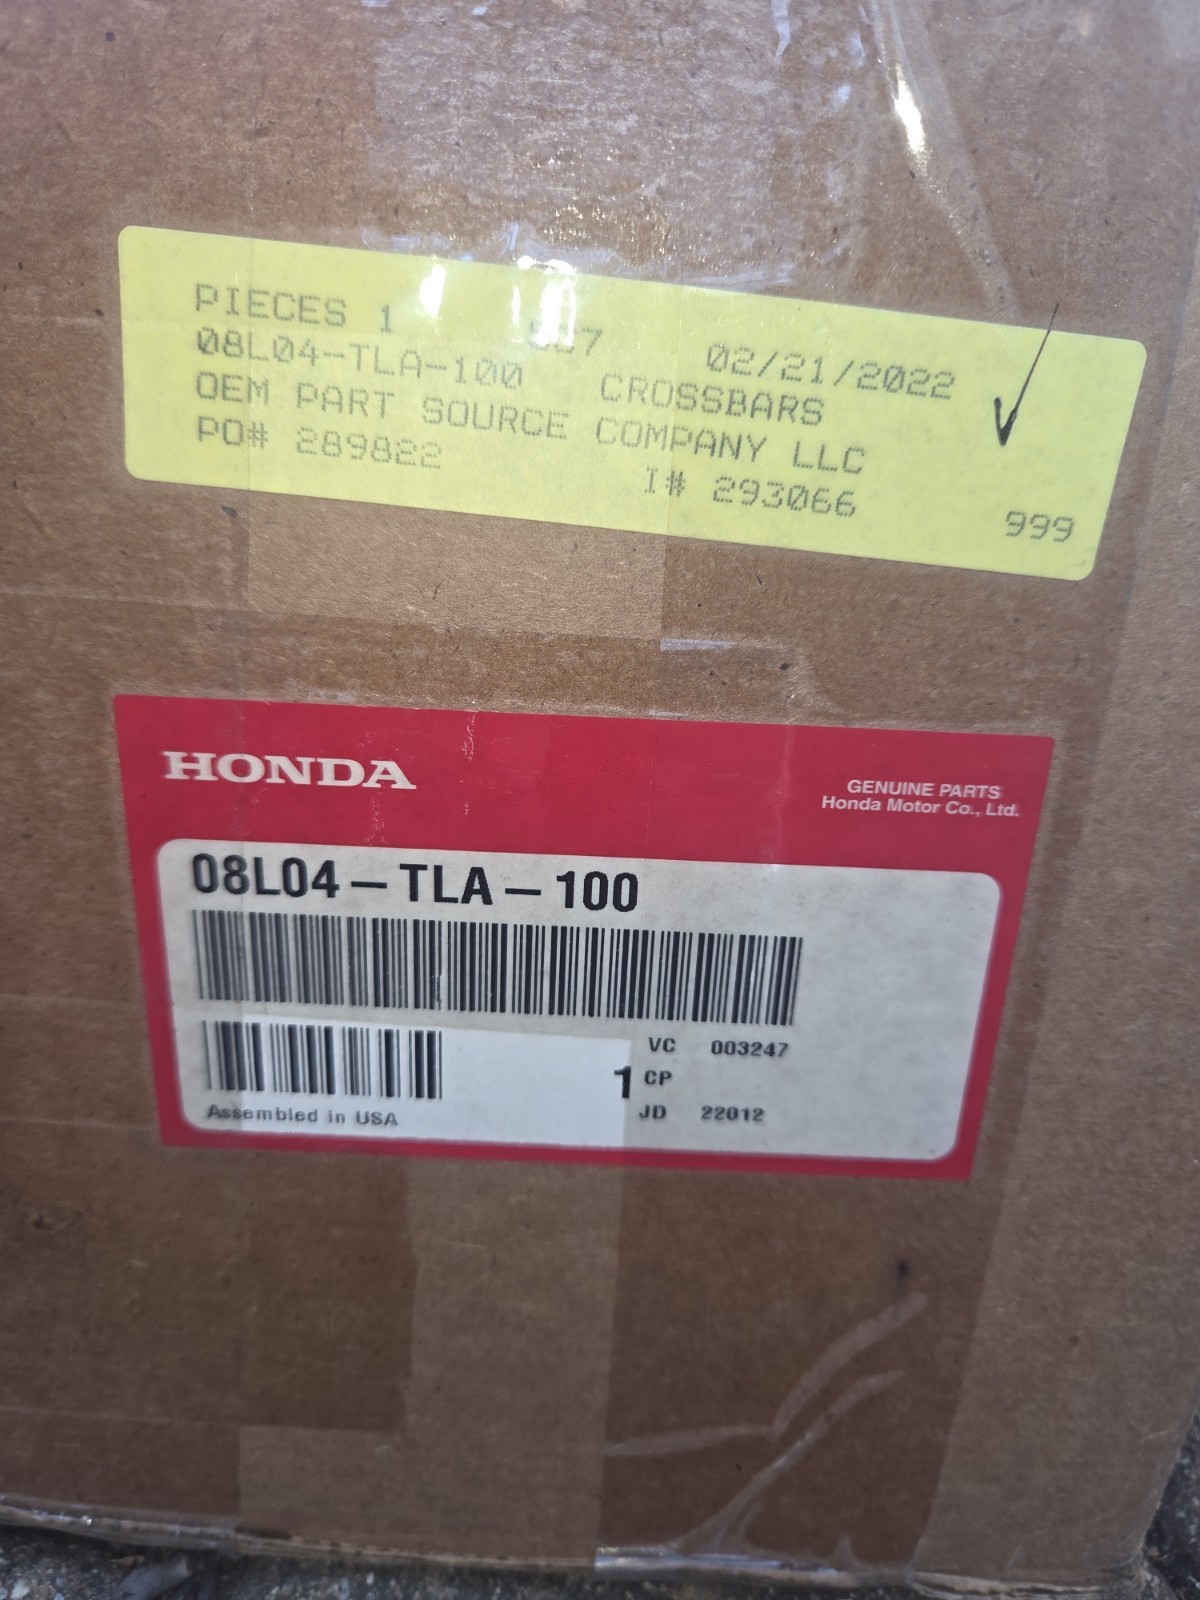 PIECES 1 02/21/2022
08L04-TLA-100 CROSSBARS
OEM PART SOURCE COMPANY LLC
PO# 289822 I# 293066 999
HONDA
GENUINE PARTS
Honda Motor Co., Ltd.
08L04-TLA-100
VC 003247
1 CP
JD 22012
Assembled in USA